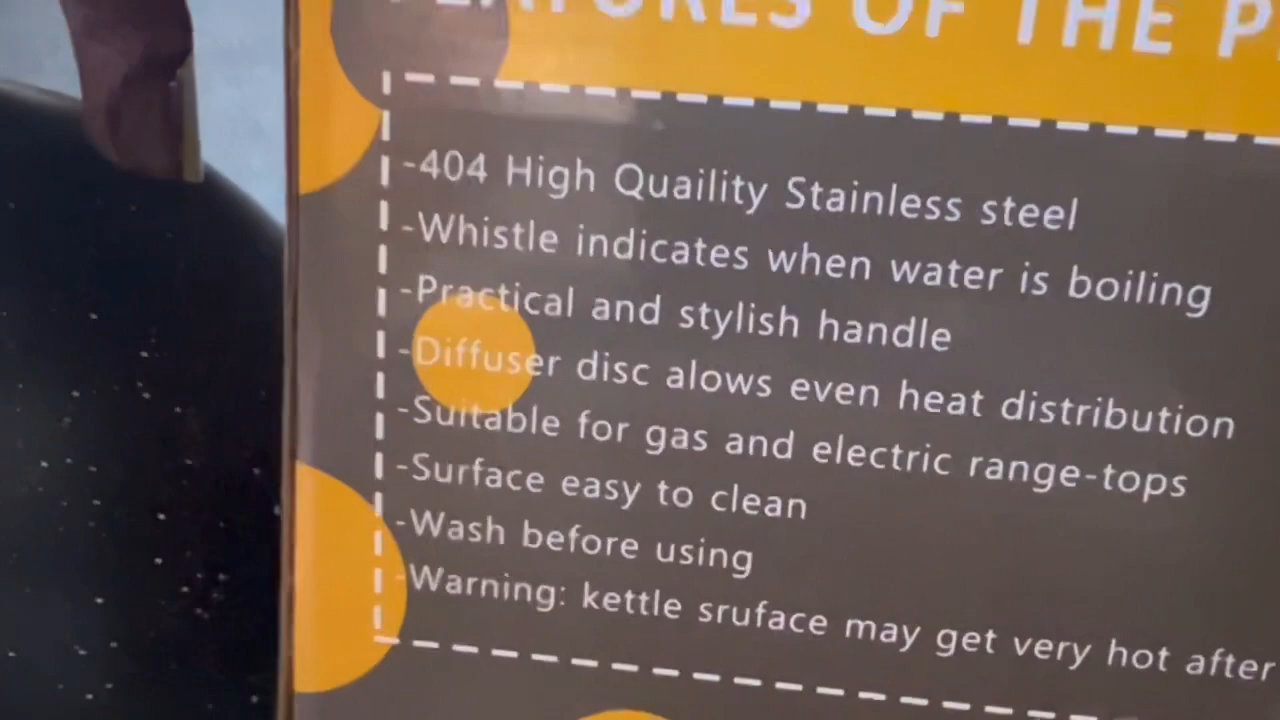 FEATURES OF THE P
-404 High Quaility Stainless steel
-Whistle indicates when water is boiling
-Practical and stylish handle
-Diffuser disc alows even heat distribution
-Suitable for gas and electric range-tops
-Surface easy to clean
-Wash before using
-Warning: kettle sruface may get very hot after